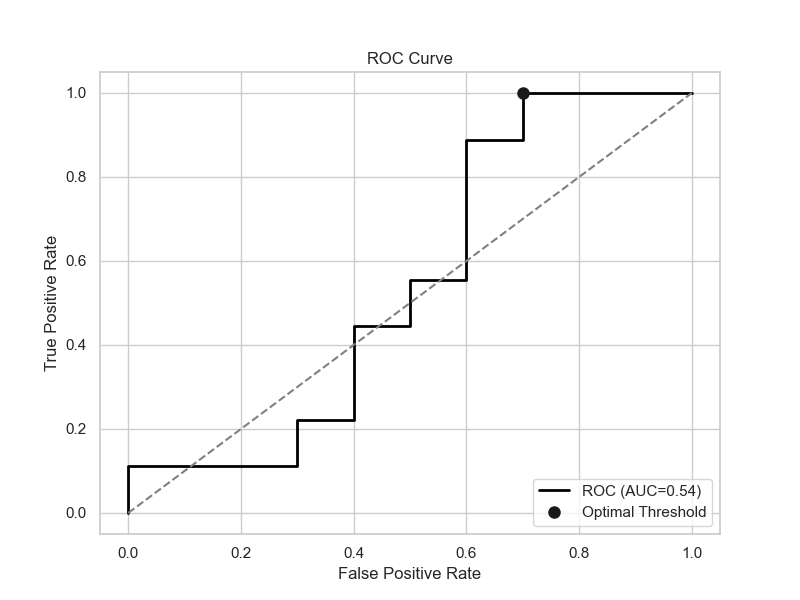 ROC Curve
True Positive Rate
1.0
0.8
0.6
0.4
0.2
0.0
ROC (AUC=0.54)
Optimal Threshold
0.0 0.2 0.4 0.6 0.8 1.0
False Positive Rate